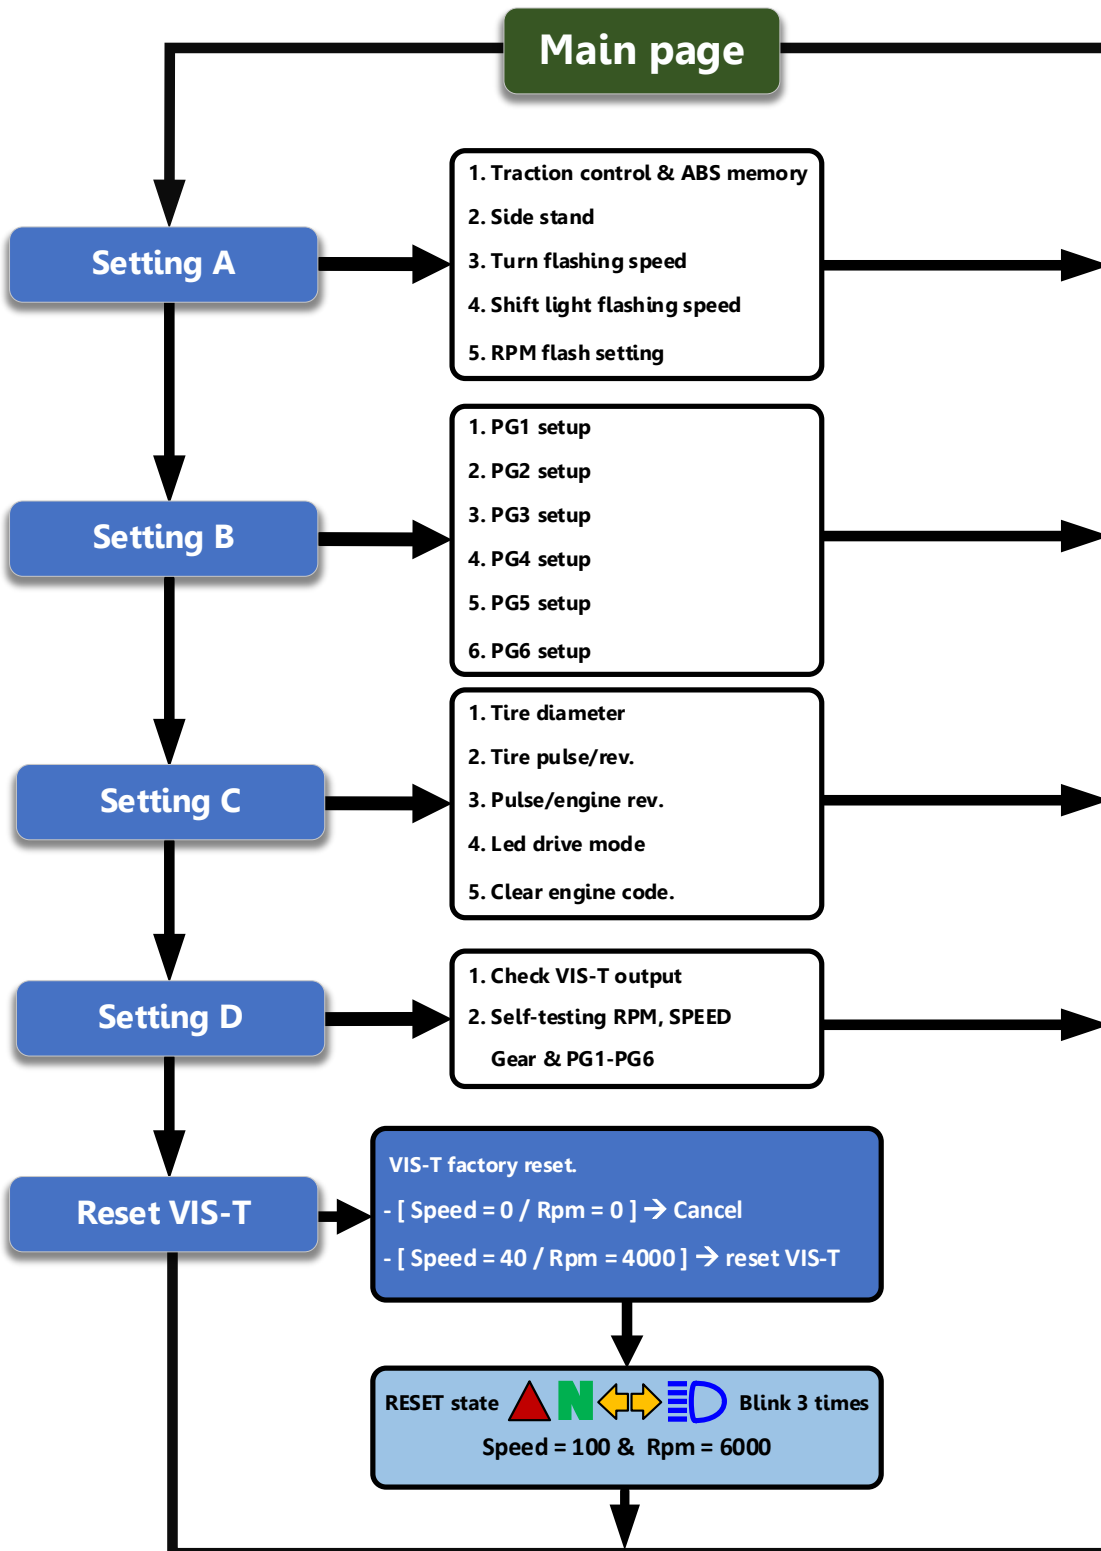 Main page
Setting A
1. Traction control & ABS memory
2. Side stand
3. Turn flashing speed
4. Shift light flashing speed
5. RPM flash setting
Setting B
1. PG1 setup
2. PG2 setup
3. PG3 setup
4. PG4 setup
5. PG5 setup
6. PG6 setup
Setting C
1. Tire diameter
2. Tire pulse/rev.
3. Pulse/engine rev.
4. Led drive mode
5. Clear engine code.
Setting D
1. Check VIS-T output
2. Self-testing RPM, SPEED
Gear & PG1-PG6
Reset VIS-T
VIS-T factory reset.
- [ Speed = 0 / Rpm = 0 ] → Cancel
- [ Speed = 40 / Rpm = 4000 ] → reset VIS-T
RESET state N Blink 3 times
Speed = 100 & Rpm = 6000